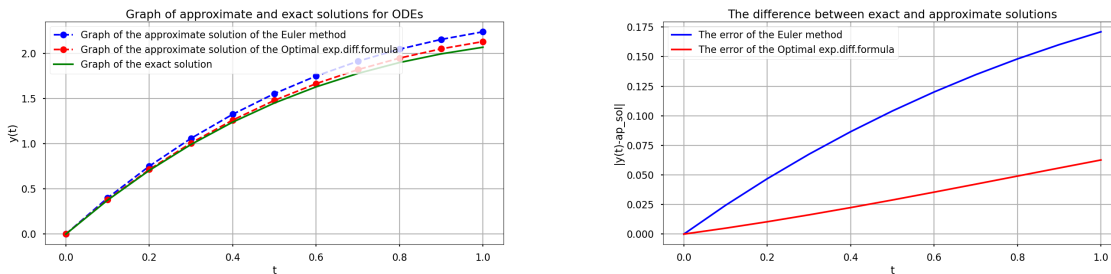 Graph of approximate and exact solutions for ODEs
Graph of the approximate solution of the Euler method
Graph of the approximate solution of the Optimal exp.diff.formula
Graph of the exact solution
y(t)
2.0
1.5
1.0
0.5
0.0
0.0 0.2 0.4 0.6 0.8 1.0
t
The difference between exact and approximate solutions
The error of the Euler method
The error of the Optimal exp.diff.formula
|y(t)-ap_sol|
0.175
0.150
0.125
0.100
0.075
0.050
0.025
0.000
0.0 0.2 0.4 0.6 0.8 1.0
t